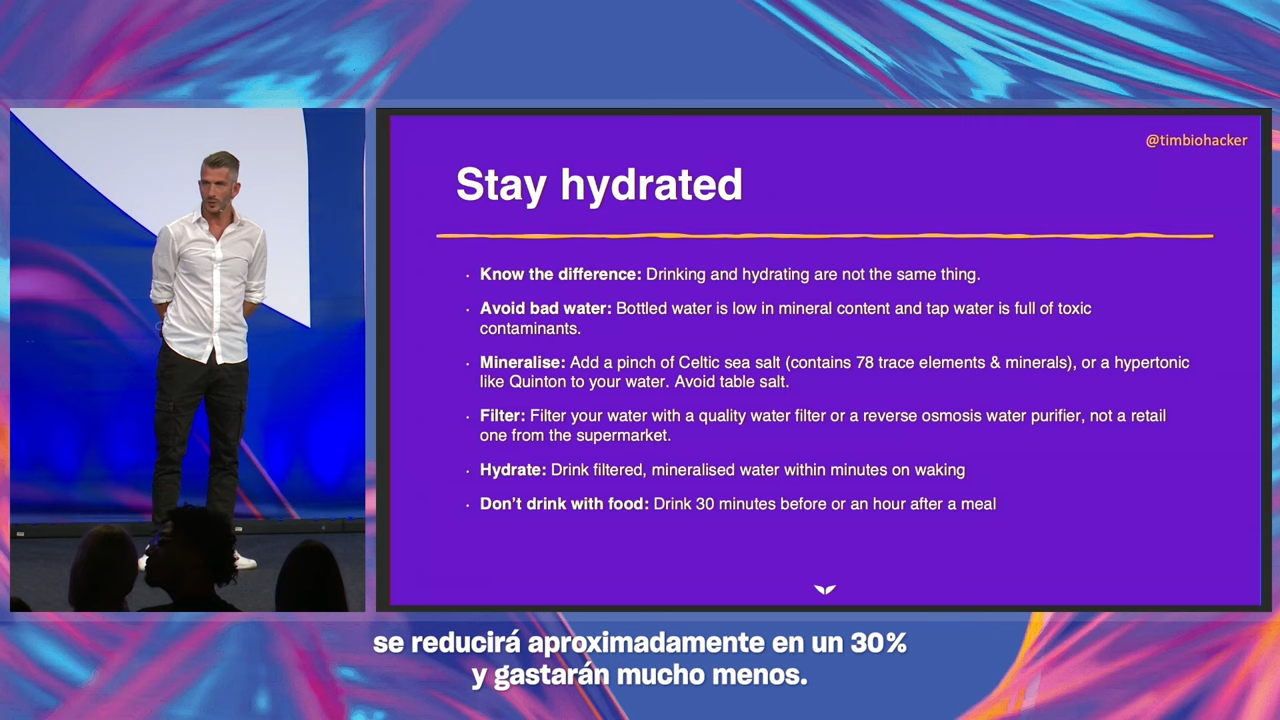 @timbiohacker
Stay hydrated
· Know the difference: Drinking and hydrating are not the same thing.
· Avoid bad water: Bottled water is low in mineral content and tap water is full of toxic
contaminants.
· Mineralise: Add a pinch of Celtic sea salt (contains 78 trace elements & minerals), or a hypertonic
like Quinton to your water. Avoid table salt.
· Filter: Filter your water with a quality water filter or a reverse osmosis water purifier, not a retail
one from the supermarket.
· Hydrate: Drink filtered, mineralised water within minutes on waking
· Don’t drink with food: Drink 30 minutes before or an hour after a meal
se reducirá aproximadamente en un 30%
y gastarán mucho menos.